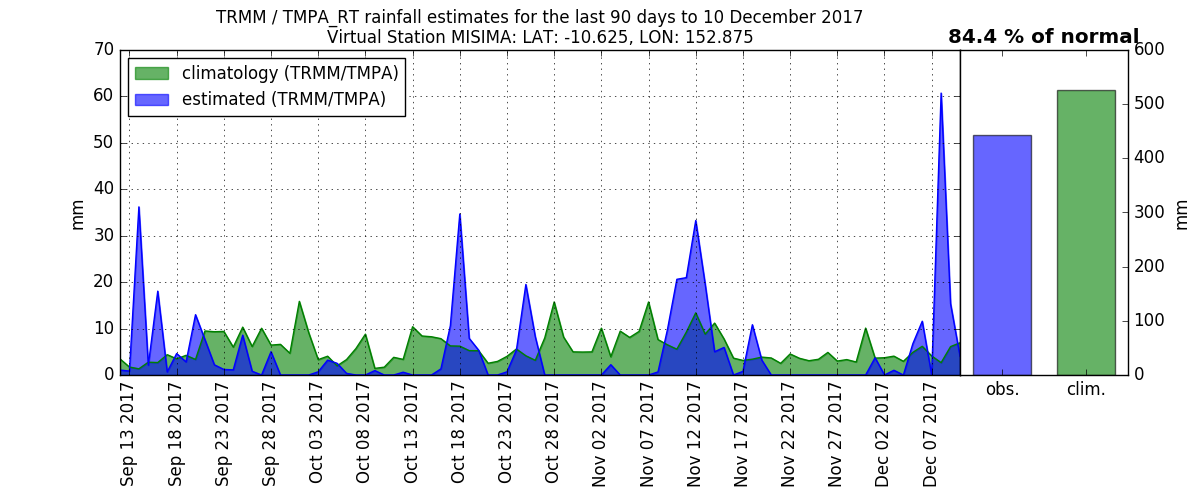 TRMM / TMPA_RT rainfall estimates for the last 90 days to 10 December 2017
Virtual Station MISIMA: LAT: -10.625, LON: 152.875
84.4 % of normal
climatology (TRMM/TMPA)
estimated (TRMM/TMPA)
mm
70
60
50
40
30
20
10
0
Sep 13 2017
Sep 18 2017
Sep 23 2017
Sep 28 2017
Oct 03 2017
Oct 08 2017
Oct 13 2017
Oct 18 2017
Oct 23 2017
Oct 28 2017
Nov 02 2017
Nov 07 2017
Nov 12 2017
Nov 17 2017
Nov 22 2017
Nov 27 2017
Dec 02 2017
Dec 07 2017
obs.
clim.
600
500
400
300
200
100
0
mm